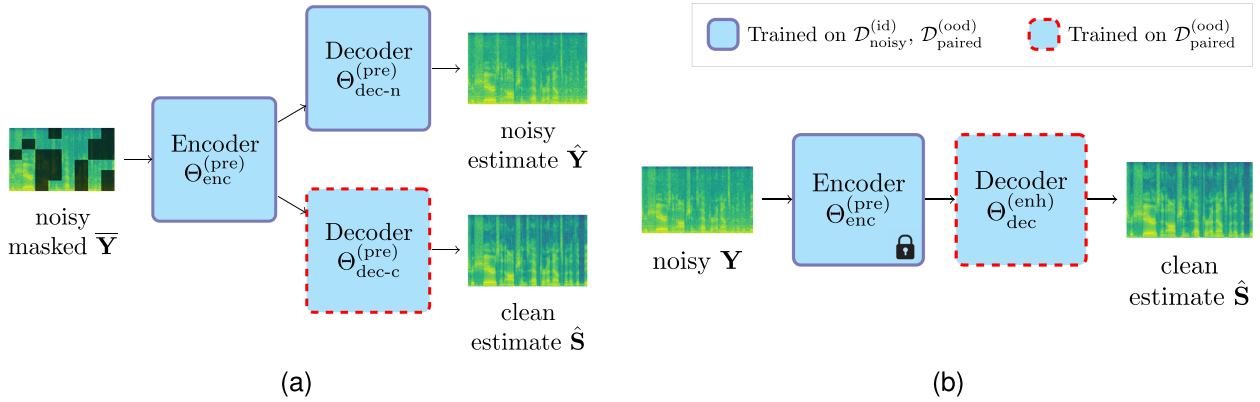 Decoder
Θ_dec-n^(pre)
noisy
estimate Ŷ
Encoder
Θ_enc^(pre)
noisy
masked Y̅
Decoder
Θ_dec-c^(pre)
clean
estimate Ŝ
(a)
Trained on 𝒟_noisy^(id), 𝒟_paired^(ood)
Trained on 𝒟_paired^(ood)
noisy Y
Encoder
Θ_enc^(pre)
Decoder
Θ_dec^(enh)
clean
estimate Ŝ
(b)